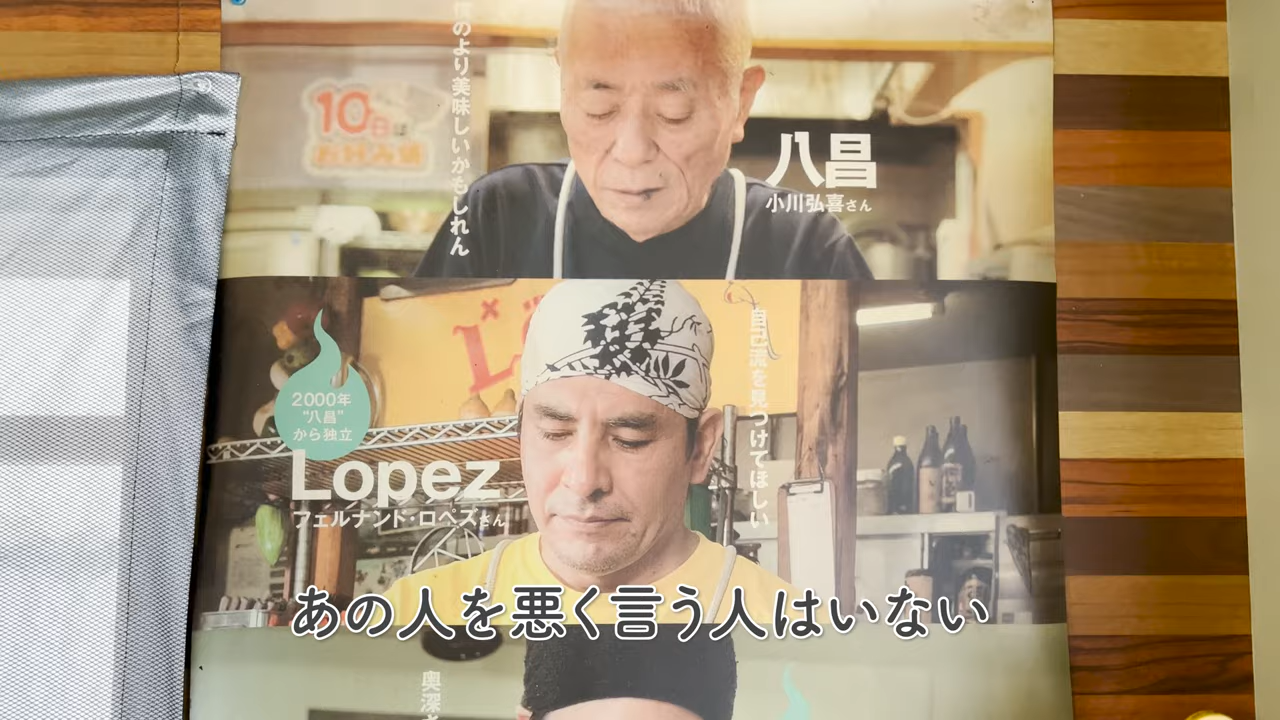 のより美味しいかもしれん
10日は
お好み焼
八昌
小川弘喜さん
自己流を見つけてほしい
2000年
“八昌”
から独立
Lopez
フェルナンド・ロペズさん
あの人を悪く言う人はいない
奥深